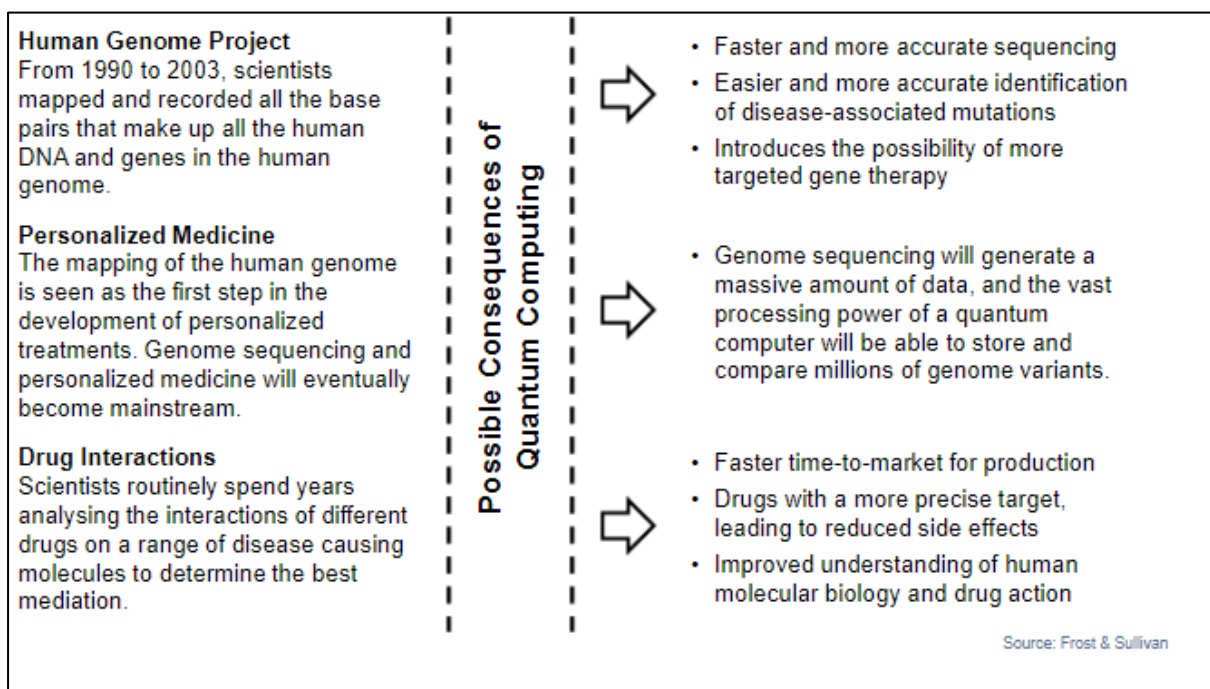 Human Genome Project
From 1990 to 2003, scientists
mapped and recorded all the base
pairs that make up all the human
DNA and genes in the human
genome.
Personalized Medicine
The mapping of the human genome
is seen as the first step in the
development of personalized
treatments. Genome sequencing and
personalized medicine will eventually
become mainstream.
Drug Interactions
Scientists routinely spend years
analysing the interactions of different
drugs on a range of disease causing
molecules to determine the best
mediation.
Possible Consequences of
Quantum Computing
• Faster and more accurate sequencing
• Easier and more accurate identification
of disease-associated mutations
• Introduces the possibility of more
targeted gene therapy
• Genome sequencing will generate a
massive amount of data, and the vast
processing power of a quantum
computer will be able to store and
compare millions of genome variants.
• Faster time-to-market for production
• Drugs with a more precise target,
leading to reduced side effects
• Improved understanding of human
molecular biology and drug action
Source: Frost & Sullivan